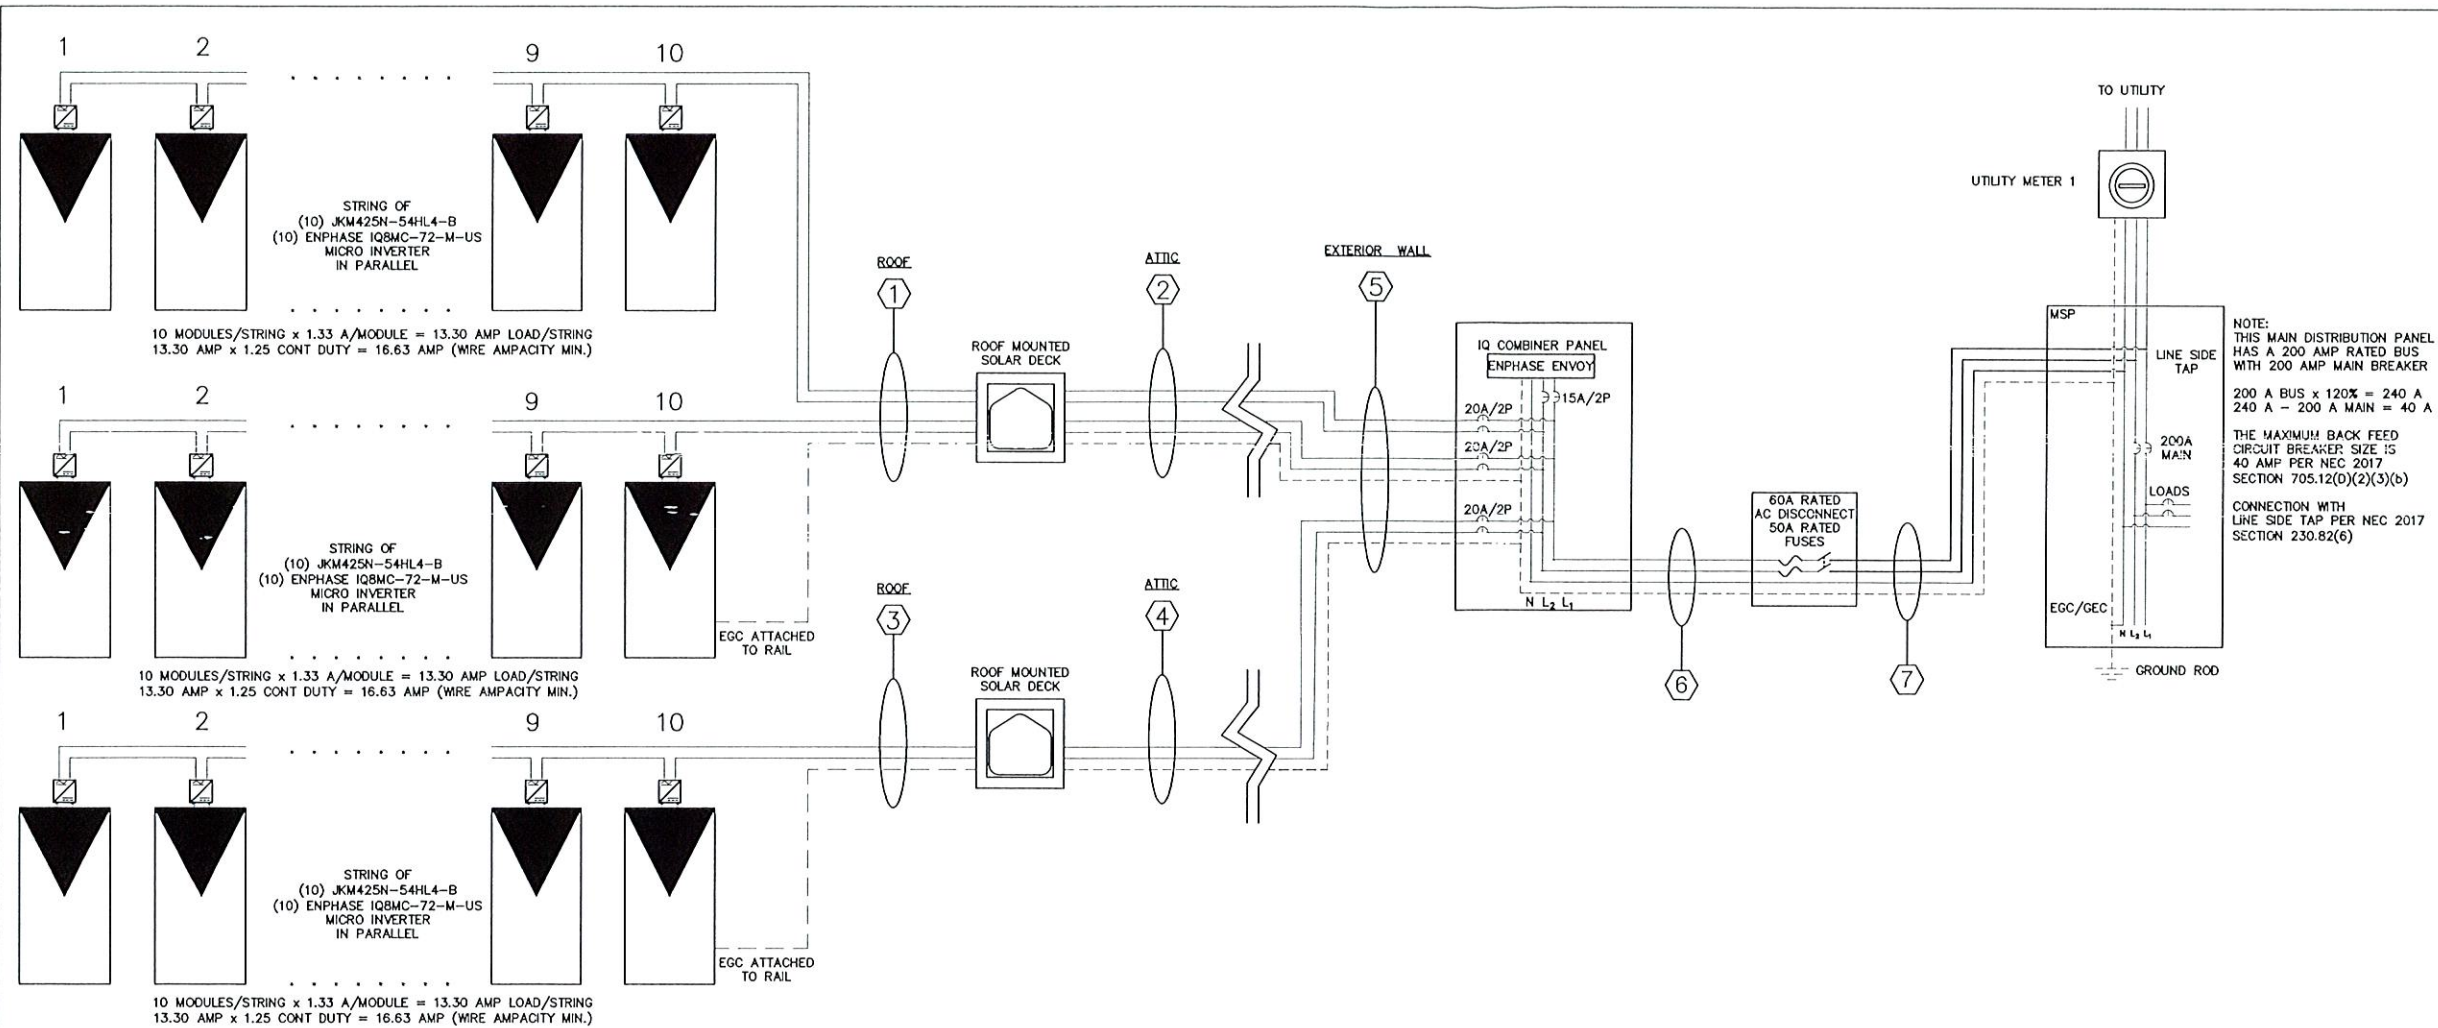 1 2 9 10
STRING OF
(10) JKM425N-54HL4-B
(10) ENPHASE IQ8MC-72-M-US
MICRO INVERTER
IN PARALLEL
10 MODULES/STRING x 1.33 A/MODULE = 13.30 AMP LOAD/STRING
13.30 AMP x 1.25 CONT DUTY = 16.63 AMP (WIRE AMPACITY MIN.)
1 2 9 10
STRING OF
(10) JKM425N-54HL4-B
(10) ENPHASE IQ8MC-72-M-US
MICRO INVERTER
IN PARALLEL
EGC ATTACHED
TO RAIL
10 MODULES/STRING x 1.33 A/MODULE = 13.30 AMP LOAD/STRING
13.30 AMP x 1.25 CONT DUTY = 16.63 AMP (WIRE AMPACITY MIN.)
1 2 9 10
STRING OF
(10) JKM425N-54HL4-B
(10) ENPHASE IQ8MC-72-M-US
MICRO INVERTER
IN PARALLEL
EGC ATTACHED
TO RAIL
10 MODULES/STRING x 1.33 A/MODULE = 13.30 AMP LOAD/STRING
13.30 AMP x 1.25 CONT DUTY = 16.63 AMP (WIRE AMPACITY MIN.)
ROOF
1
ROOF MOUNTED
SOLAR DECK
ATTIC
2
ROOF
3
ROOF MOUNTED
SOLAR DECK
ATTIC
4
EXTERIOR WALL
5
IQ COMBINER PANEL
ENPHASE ENVOY
15A/2P
20A/2P
20A/2P
20A/2P
N L2 L1
6
60A RATED
AC DISCONNECT
50A RATED
FUSES
7
TO UTILITY
UTILITY METER 1
MSP
LINE SIDE
TAP
200A
MAIN
LOADS
EGC/GEC
N L2 L1
GROUND ROD
NOTE:
THIS MAIN DISTRIBUTION PANEL
HAS A 200 AMP RATED BUS
WITH 200 AMP MAIN BREAKER
200 A BUS x 120% = 240 A
240 A - 200 A MAIN = 40 A
THE MAXIMUM BACK FEED
CIRCUIT BREAKER SIZE IS
40 AMP PER NEC 2017
SECTION 705.12(D)(2)(3)(b)
CONNECTION WITH
LINE SIDE TAP PER NEC 2017
SECTION 230.82(6)